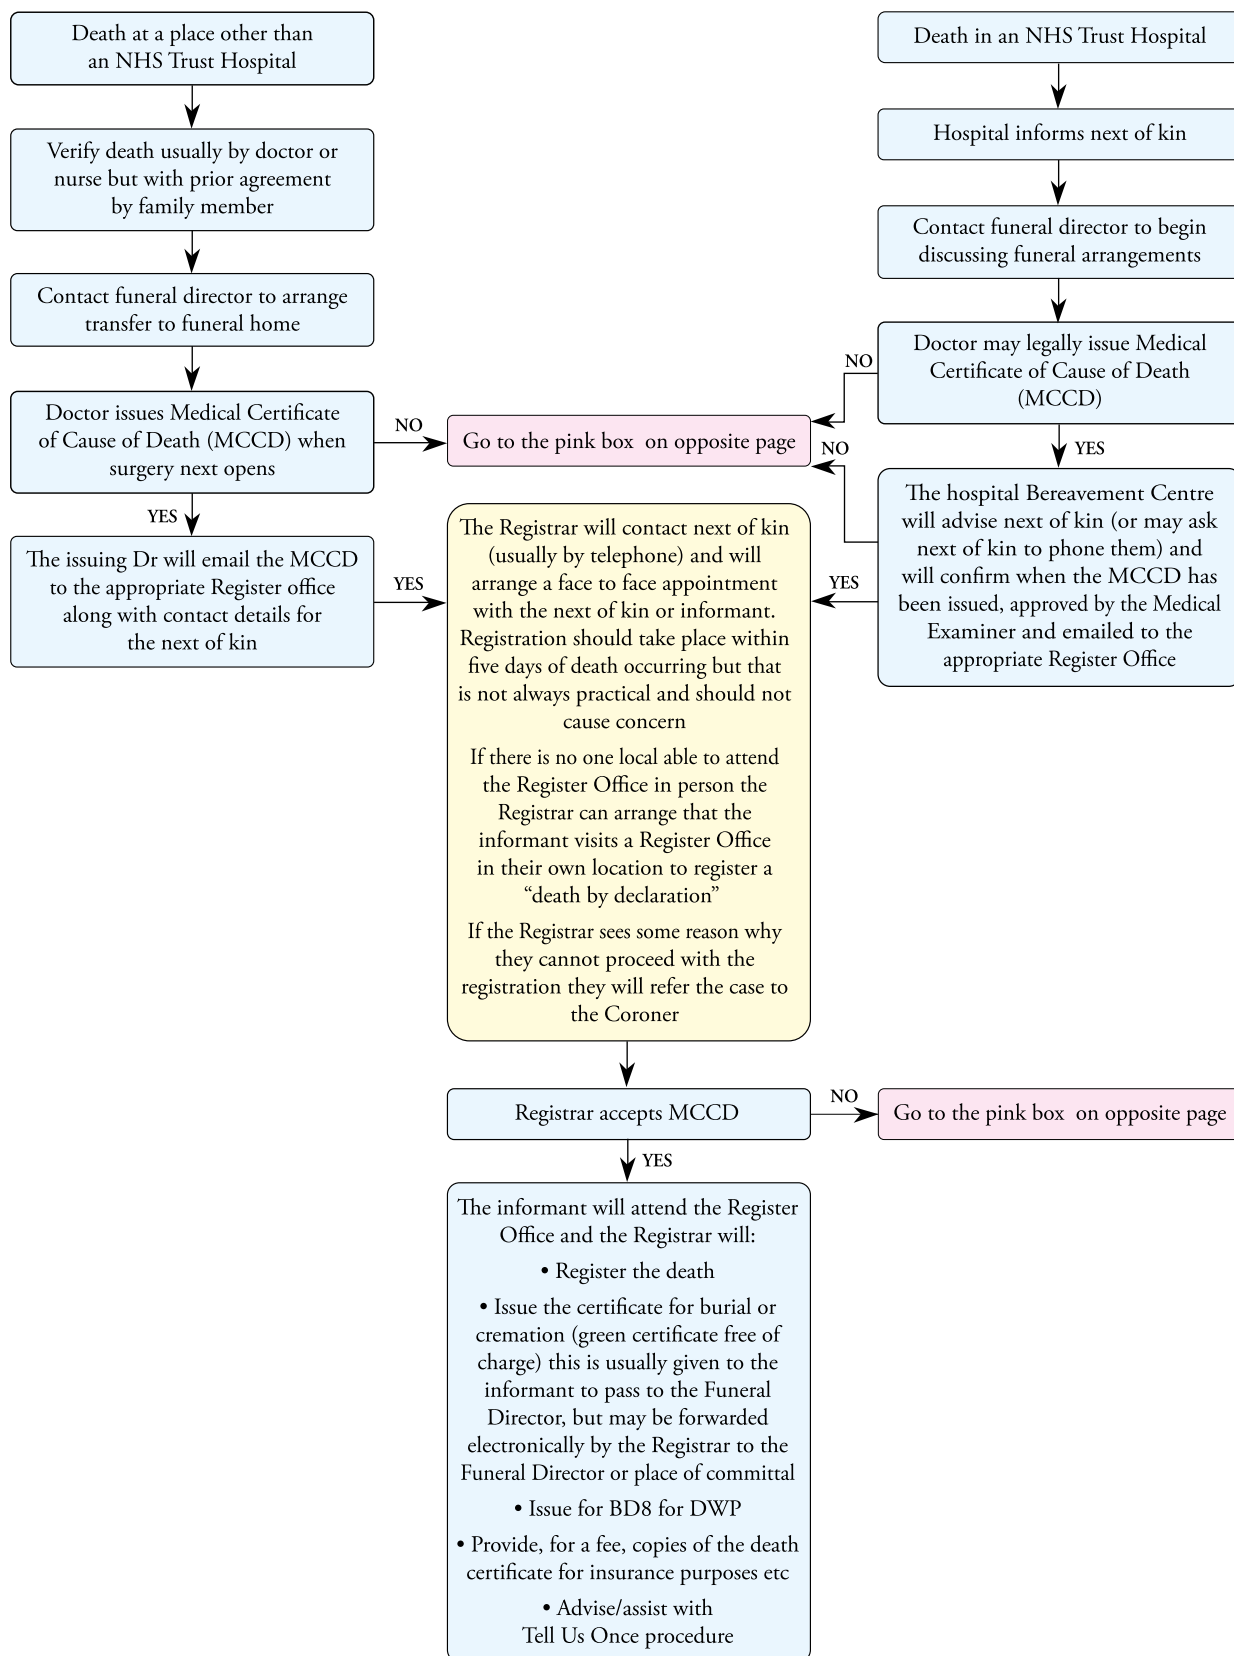 Death at a place other than
an NHS Trust Hospital
Verify death usually by doctor or
nurse but with prior agreement
by family member
Contact funeral director to arrange
transfer to funeral home
Doctor issues Medical Certificate
of Cause of Death (MCCD) when
surgery next opens
NO
YES
The issuing Dr will email the MCCD
to the appropriate Register office
along with contact details for
the next of kin
YES
Death in an NHS Trust Hospital
Hospital informs next of kin
Contact funeral director to begin
discussing funeral arrangements
Doctor may legally issue Medical
Certificate of Cause of Death
(MCCD)
NO
YES
The hospital Bereavement Centre
will advise next of kin (or may ask
next of kin to phone them) and
will confirm when the MCCD has
been issued, approved by the Medical
Examiner and emailed to the
appropriate Register Office
NO
YES
Go to the pink box on opposite page
The Registrar will contact next of kin
(usually by telephone) and will
arrange a face to face appointment
with the next of kin or informant.
Registration should take place within
five days of death occurring but that
is not always practical and should not
cause concern
If there is no one local able to attend
the Register Office in person the
Registrar can arrange that the
informant visits a Register Office
in their own location to register a
“death by declaration”
If the Registrar sees some reason why
they cannot proceed with the
registration they will refer the case to
the Coroner
Registrar accepts MCCD
NO
Go to the pink box on opposite page
YES
The informant will attend the Register
Office and the Registrar will:
• Register the death
• Issue the certificate for burial or
cremation (green certificate free of
charge) this is usually given to the
informant to pass to the Funeral
Director, but may be forwarded
electronically by the Registrar to the
Funeral Director or place of committal
• Issue for BD8 for DWP
• Provide, for a fee, copies of the death
certificate for insurance purposes etc
• Advise/assist with
Tell Us Once procedure